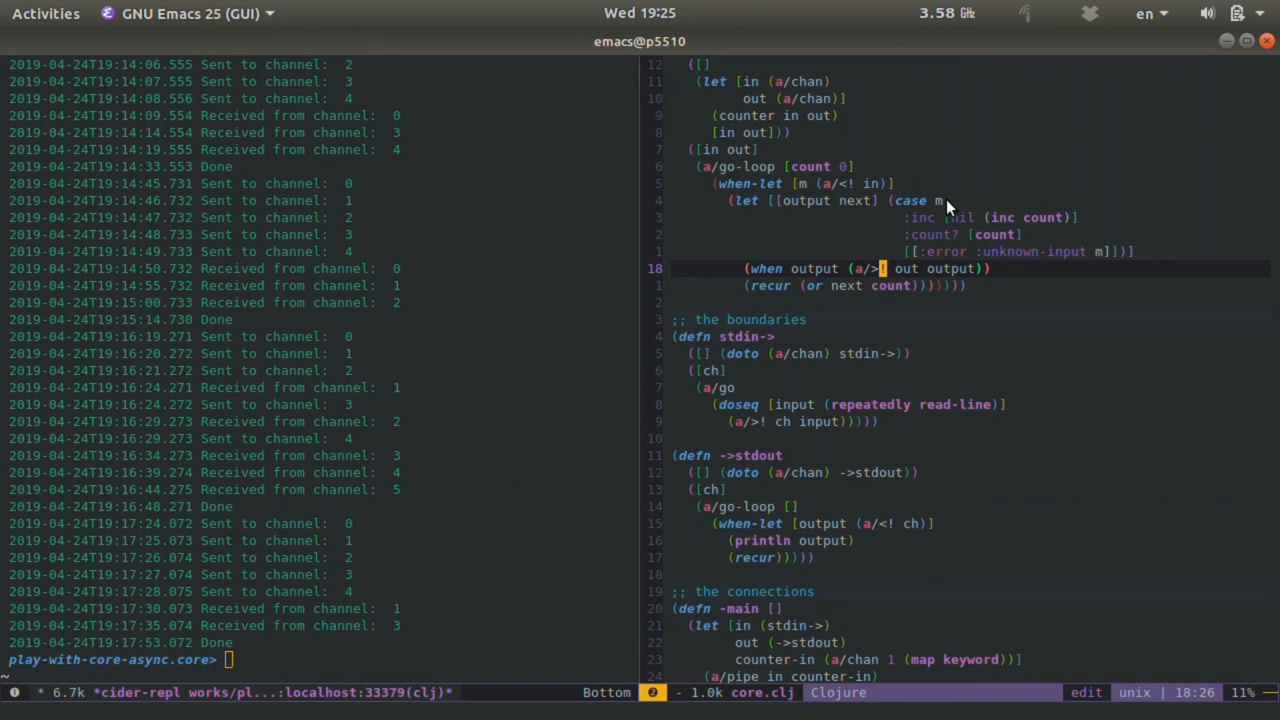 Activities GNU Emacs 25 (GUI) Wed 19:25 3.58 GHz en
emacs@p5510
2019-04-24T19:14:06.555 Sent to channel:  2
2019-04-24T19:14:07.555 Sent to channel:  3
2019-04-24T19:14:08.556 Sent to channel:  4
2019-04-24T19:14:09.554 Received from channel:  0
2019-04-24T19:14:14.554 Received from channel:  3
2019-04-24T19:14:19.555 Received from channel:  4
2019-04-24T19:14:33.553 Done
2019-04-24T19:14:45.731 Sent to channel:  0
2019-04-24T19:14:46.732 Sent to channel:  1
2019-04-24T19:14:47.732 Sent to channel:  2
2019-04-24T19:14:48.733 Sent to channel:  3
2019-04-24T19:14:49.733 Sent to channel:  4
2019-04-24T19:14:50.732 Received from channel:  0
2019-04-24T19:14:55.732 Received from channel:  1
2019-04-24T19:15:00.733 Received from channel:  2
2019-04-24T19:15:14.730 Done
2019-04-24T19:16:19.271 Sent to channel:  0
2019-04-24T19:16:20.272 Sent to channel:  1
2019-04-24T19:16:21.272 Sent to channel:  2
2019-04-24T19:16:24.271 Received from channel:  1
2019-04-24T19:16:24.272 Sent to channel:  3
2019-04-24T19:16:29.273 Received from channel:  2
2019-04-24T19:16:29.273 Sent to channel:  4
2019-04-24T19:16:34.273 Received from channel:  3
2019-04-24T19:16:39.274 Received from channel:  4
2019-04-24T19:16:44.275 Received from channel:  5
2019-04-24T19:16:48.271 Done
2019-04-24T19:17:24.072 Sent to channel:  0
2019-04-24T19:17:25.073 Sent to channel:  1
2019-04-24T19:17:26.074 Sent to channel:  2
2019-04-24T19:17:27.074 Sent to channel:  3
2019-04-24T19:17:28.075 Sent to channel:  4
2019-04-24T19:17:30.073 Received from channel:  1
2019-04-24T19:17:35.074 Received from channel:  3
2019-04-24T19:17:53.072 Done
play-with-core-async.core>
~
❶ * 6.7k *cider-repl works/pl...:localhost:33379(clj)* Bottom
12 ([]
11 (let [in (a/chan)
10 out (a/chan)]
9 (counter in out)
8 [in out]))
7 ([in out]
6 (a/go-loop [count 0]
5 (when-let [m (a/<! in)]
4 (let [[output next] (case m
3 :inc [nil (inc count)]
2 :count? [count]
1 [[:error :unknown-input m]])]
18 (when output (a/>! out output))
1 (recur (or next count)))))))
2
3 ;; the boundaries
4 (defn stdin->
5 ([] (doto (a/chan) stdin->))
6 ([ch]
7 (a/go
8 (doseq [input (repeatedly read-line)]
9 (a/>! ch input)))))
10
11 (defn ->stdout
12 ([] (doto (a/chan) ->stdout))
13 ([ch]
14 (a/go-loop []
15 (when-let [output (a/<! ch)]
16 (println output)
17 (recur)))))
18
19 ;; the connections
20 (defn -main []
21 (let [in (stdin->)
22 out (->stdout)
23 counter-in (a/chan 1 (map keyword))]
24 (a/pipe in counter-in)
❷ - 1.0k core.clj Clojure edit unix | 18:26 11%